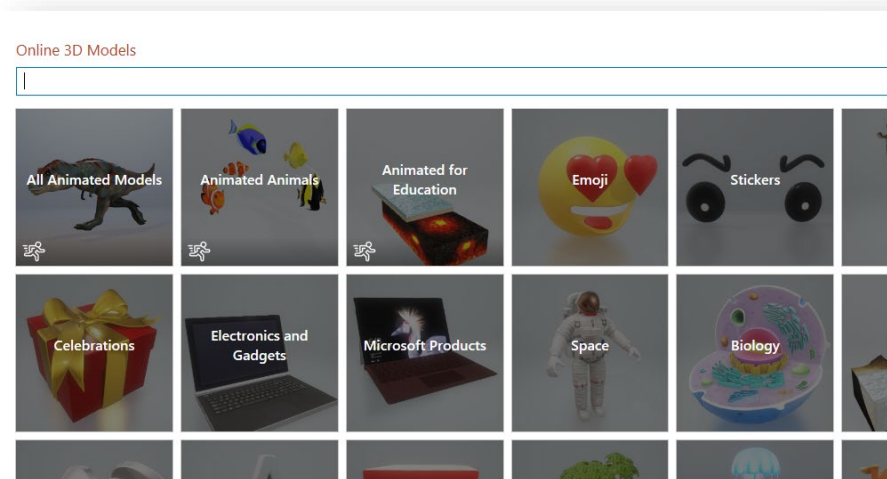 Online 3D Models
All Animated Models
Animated Animals
Animated for
Education
Emoji
Stickers
Celebrations
Electronics and
Gadgets
Microsoft Products
Space
Biology